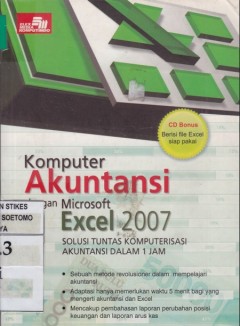 CD Bonus
Berisi file Excel
siap pakai
Komputer
Akuntansi
dengan Microsoft
Excel 2007
SOLUSI TUNTAS KOMPUTERISASI
AKUNTANSI DALAM 1 JAM
N STIKES
SOETOMO
YA
.3
i
Sebuah metode revolusioner dalam mempelajari
akuntansi
Adaptasi hanya memerlukan waktu 5 menit bagi yang
mengerti akuntansi dan Excel
Mencakup pembahasan laporan perubahan posisi
keuangan dan laporan arus kas